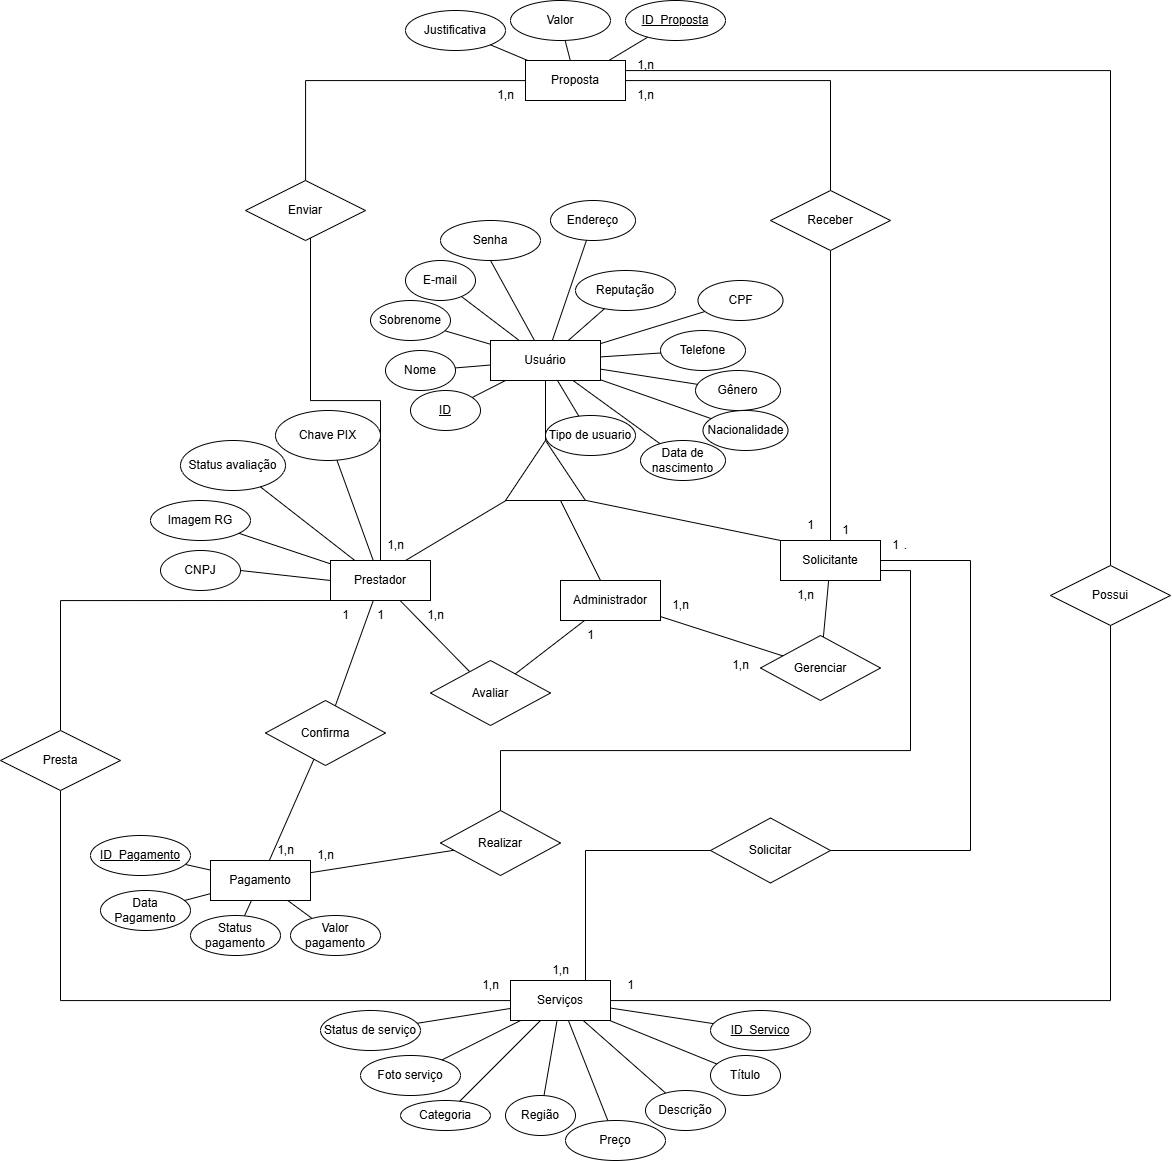 Valor
ID_Proposta
Justificativa
1,n
Proposta
1,n
1,n
Enviar
Receber
Endereço
Senha
E-mail
Reputação
CPF
Sobrenome
Telefone
Usuário
Nome
Gênero
ID
Nacionalidade
Chave PIX
Tipo de usuario
Data de
nascimento
Status avaliação
Imagem RG
1
1
1,n
1 .
CNPJ
Prestador
Solicitante
Administrador
1,n
Possui
1
1
1,n
1,n
1
1,n
Gerenciar
Avaliar
Confirma
Presta
Realizar
Solicitar
1,n
1,n
ID_Pagamento
Pagamento
Data
Pagamento
Status
pagamento
Valor
pagamento
1,n
1,n
1
Serviços
Status de serviço
ID_Servico
Foto serviço
Título
Categoria
Região
Descrição
Preço